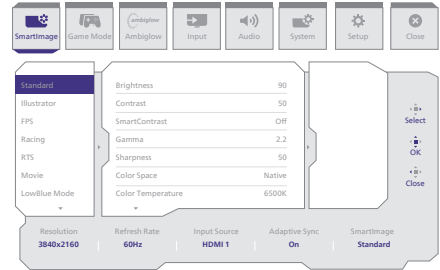 SmartImage
Game Mode
ambiglow
Ambiglow
Input
Audio
System
Setup
Close
Standard
Illustrator
FPS
Racing
RTS
Movie
LowBlue Mode
Brightness 90
Contrast 50
SmartContrast Off
Gamma 2.2
Sharpness 50
Color Space Native
Color Temperature 6500K
Select
OK
Close
Resolution Refresh Rate Input Source Adaptive Sync SmartImage
3840x2160 60Hz HDMI 1 On Standard